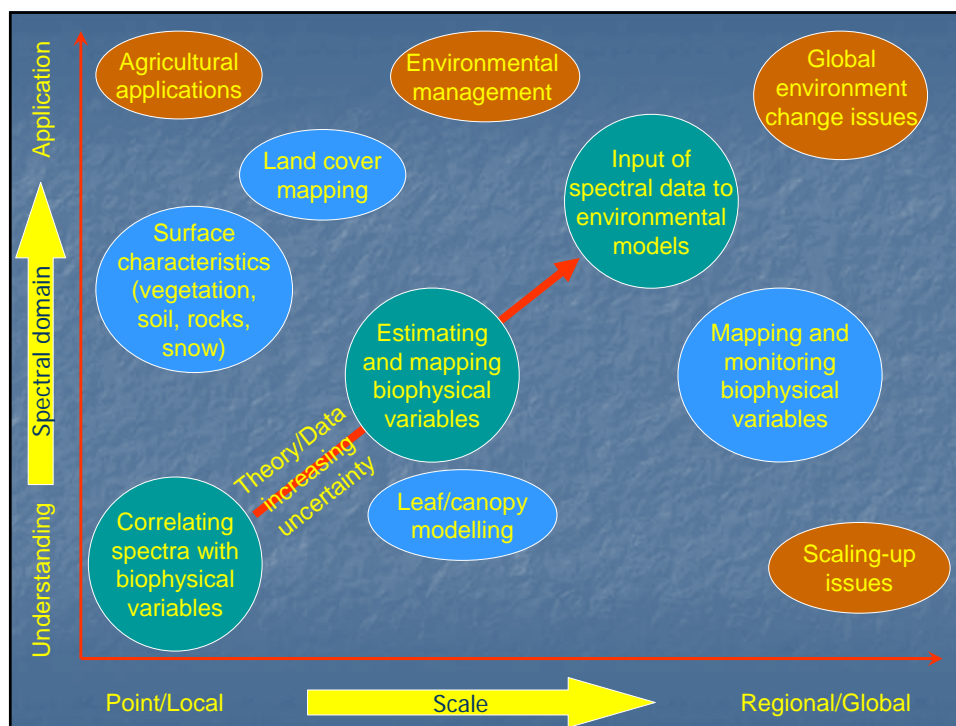 Application
Agricultural
applications
Environmental
management
Global
environment
change issues
Land cover
mapping
Input of
spectral data to
environmental
models
Surface
characteristics
(vegetation,
soil, rocks,
snow)
Spectral domain
Estimating
and mapping
biophysical
variables
Mapping and
monitoring
biophysical
variables
Theory/Data
increasing
uncertainty
Leaf/canopy
modelling
Understanding
Correlating
spectra with
biophysical
variables
Scaling-up
issues
Point/Local
Scale
Regional/Global